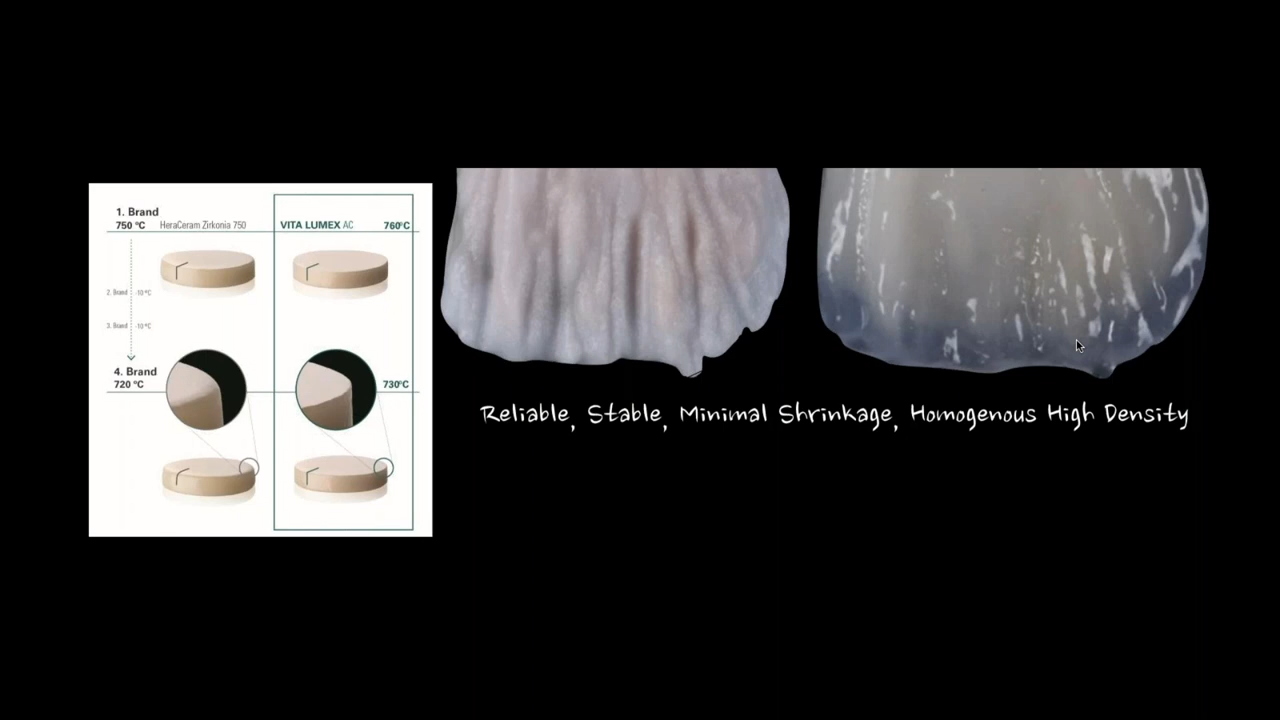 1. Brand
750 °C HeraCeram Zirkonia 750
VITA LUMEX AC 760°C
2. Brand -10 °C
3. Brand -10 °C
4. Brand
720 °C
730°C
Reliable, Stable, Minimal Shrinkage, Homogenous High Density